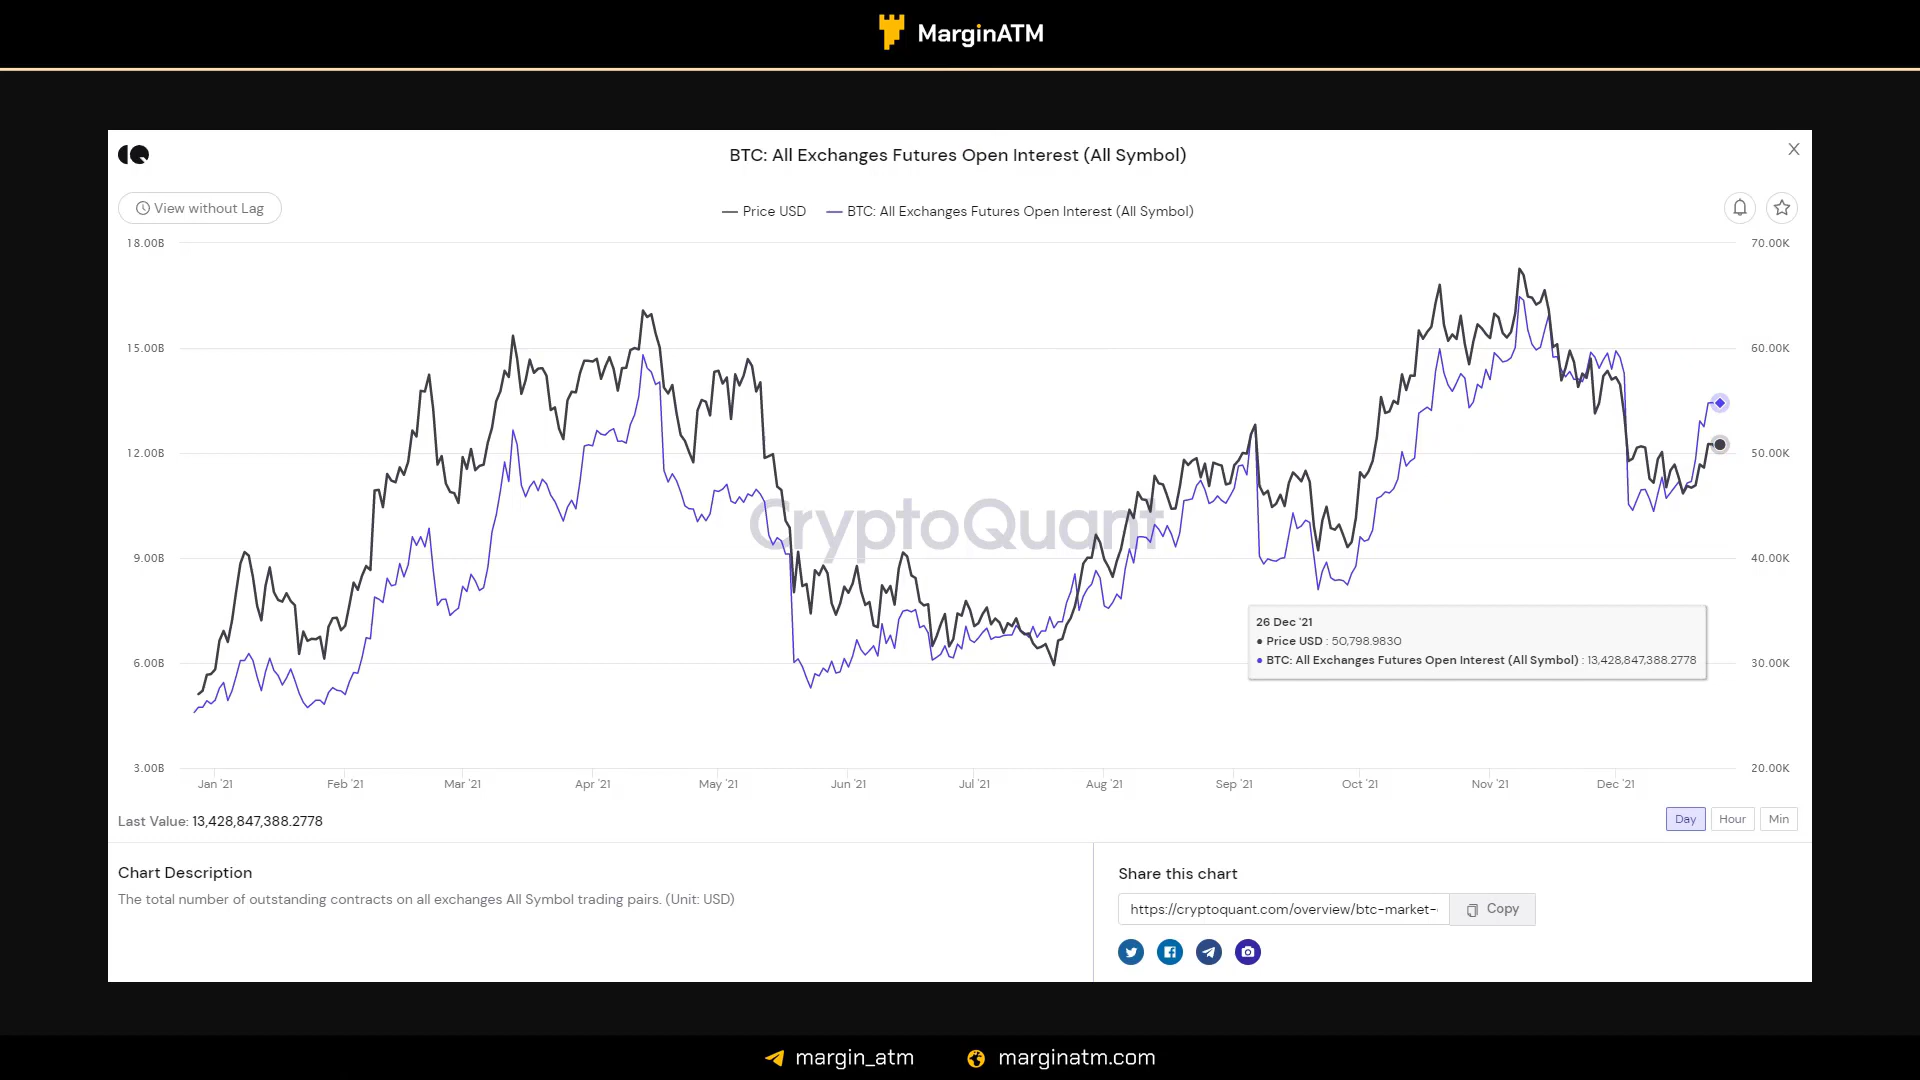 MarginATM
BTC: All Exchanges Futures Open Interest (All Symbol)
X
View without Lag
Price USD
BTC: All Exchanges Futures Open Interest (All Symbol)
18.00B
70.00K
15.00B
60.00K
12.00B
50.00K
CryptoQuant
9.00B
40.00K
26 Dec '21
Price USD : 50,798.9830
BTC: All Exchanges Futures Open Interest (All Symbol) : 13,428,847,388.2778
6.00B
30.00K
3.00B
20.00K
Jan '21 Feb '21 Mar '21 Apr '21 May '21 Jun '21 Jul '21 Aug '21 Sep '21 Oct '21 Nov '21 Dec '21
Last Value: 13,428,847,388.2778
Day Hour Min
Chart Description
The total number of outstanding contracts on all exchanges All Symbol trading pairs. (Unit: USD)
Share this chart
https://cryptoquant.com/overview/btc-market-
Copy
margin_atm
marginatm.com